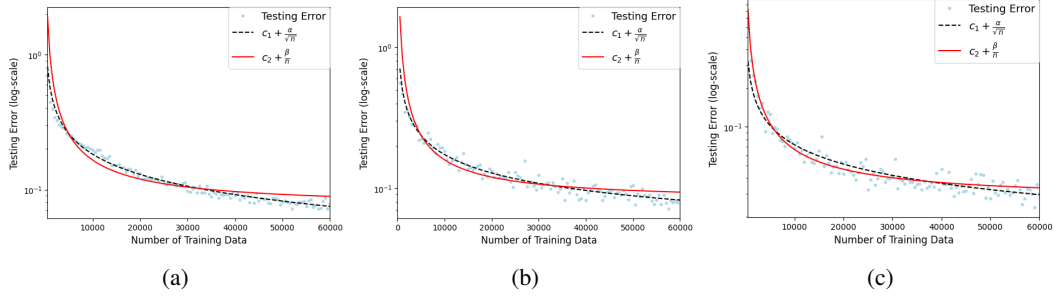 Testing Error (log-scale)
10⁰
10⁻¹
Testing Error
c₁ + α/√n
c₂ + β/n
10000 20000 30000 40000 50000 60000
Number of Training Data
(a)
Testing Error (log-scale)
10⁰
10⁻¹
Testing Error
c₁ + α/√n
c₂ + β/n
0 10000 20000 30000 40000 50000 60000
Number of Training Data
(b)
Testing Error (log-scale)
10⁻¹
Testing Error
c₁ + α/√n
c₂ + β/n
10000 20000 30000 40000 50000 60000
Number of Training Data
(c)